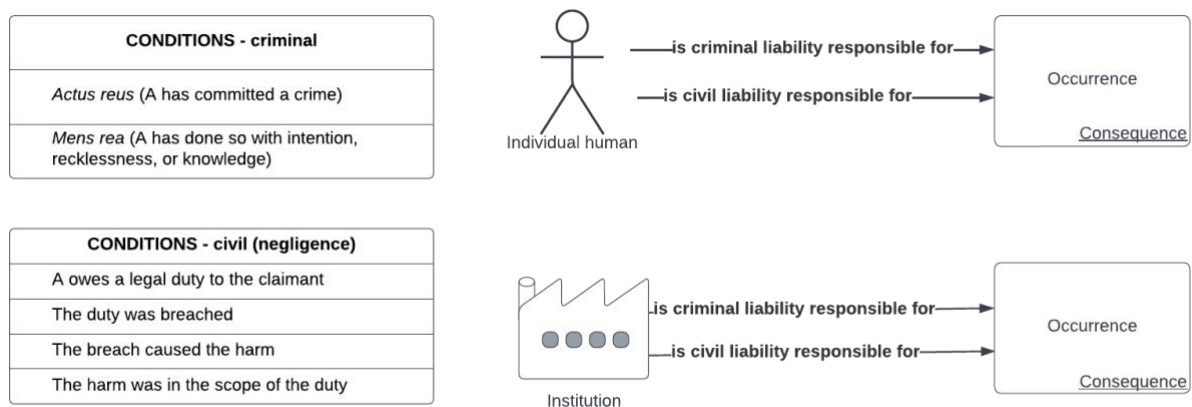 CONDITIONS - criminal
Actus reus (A has committed a crime)
Mens rea (A has done so with intention,
recklessness, or knowledge)
is criminal liability responsible for
is civil liability responsible for
Individual human
Occurrence
Consequence
CONDITIONS - civil (negligence)
A owes a legal duty to the claimant
The duty was breached
The breach caused the harm
The harm was in the scope of the duty
is criminal liability responsible for
is civil liability responsible for
Institution
Occurrence
Consequence